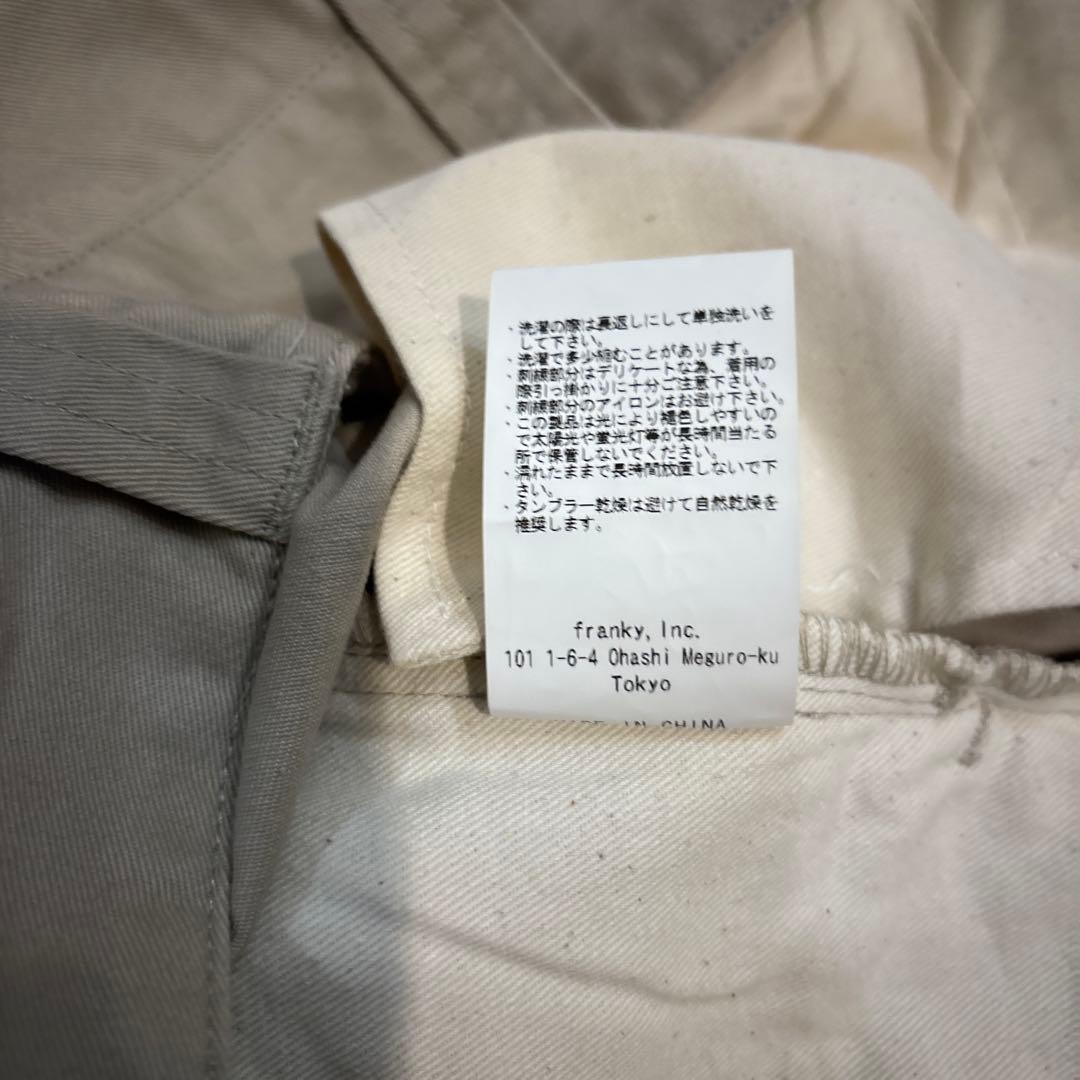 ・洗濯の際は裏返しにして単独洗いを
して下さい。
・洗濯で多少縮むことがあります。
・刺繍部分はデリケートな為、着用の
際引っ掛かりに十分ご注意下さい。
・刺繍部分のアイロンはお避け下さい。
・この製品は光により褪色しやすいの
で太陽光や蛍光灯等が長時間当たる
所で保管しないでください。
・濡れたままで長時間放置しないで下
さい。
・タンブラー乾燥は避けて自然乾燥を
推奨します。
franky, Inc.
101 1-6-4 Ohashi Meguro-ku
Tokyo
MADE IN CHINA